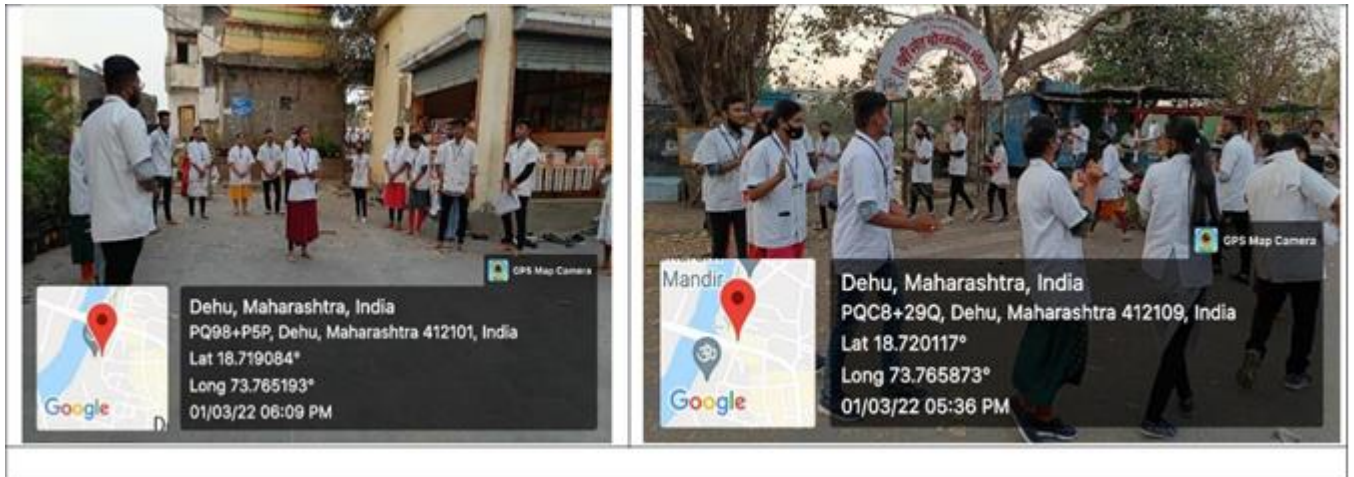 GPS Map Camera
Dehu, Maharashtra, India
PQ98+P5P, Dehu, Maharashtra 412101, India
Lat 18.719084°
Long 73.765193°
01/03/22 06:09 PM
Google
D
GPS Map Camera
Mandir
Dehu, Maharashtra, India
PQC8+29Q, Dehu, Maharashtra 412109, India
Lat 18.720117°
Long 73.765873°
01/03/22 05:36 PM
Google